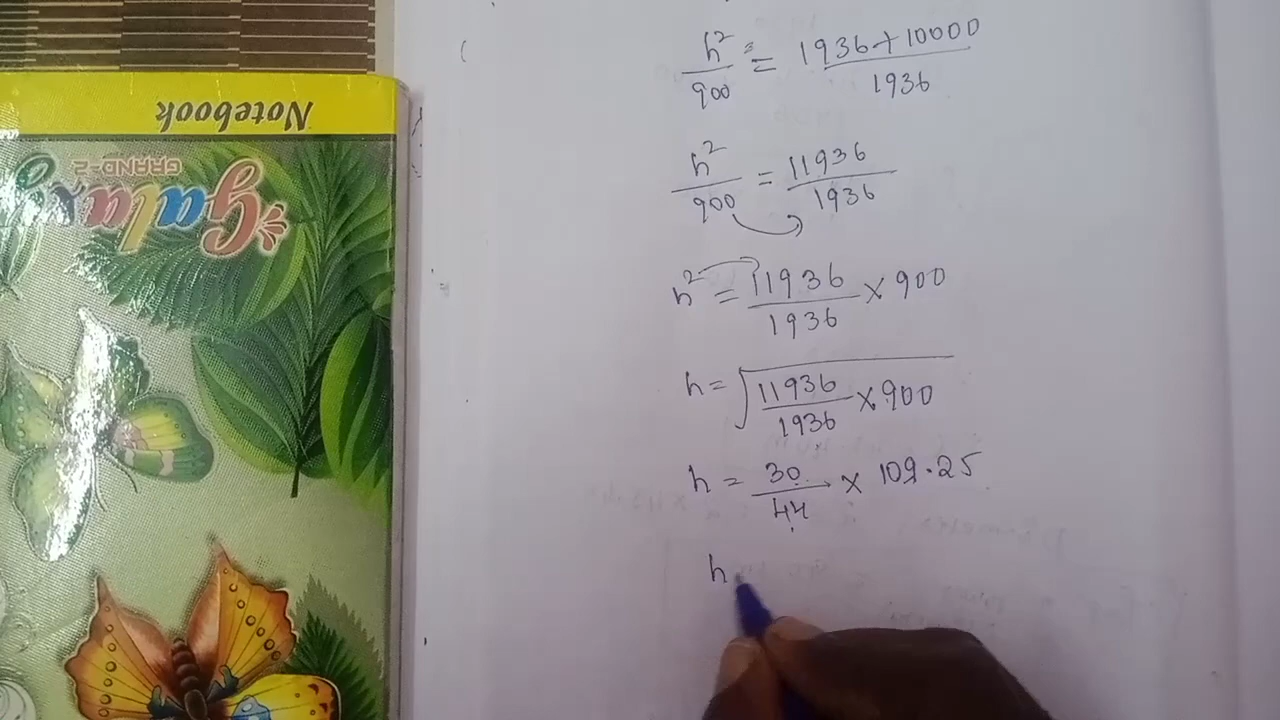 h²/900 = 1936+10000/1936
h²/900 = 11936/1936
h² = 11936/1936 × 900
h = √11936/1936 × 900
h = 30/44 × 109.25
h
Notebook
GRAND-2
Galaxy